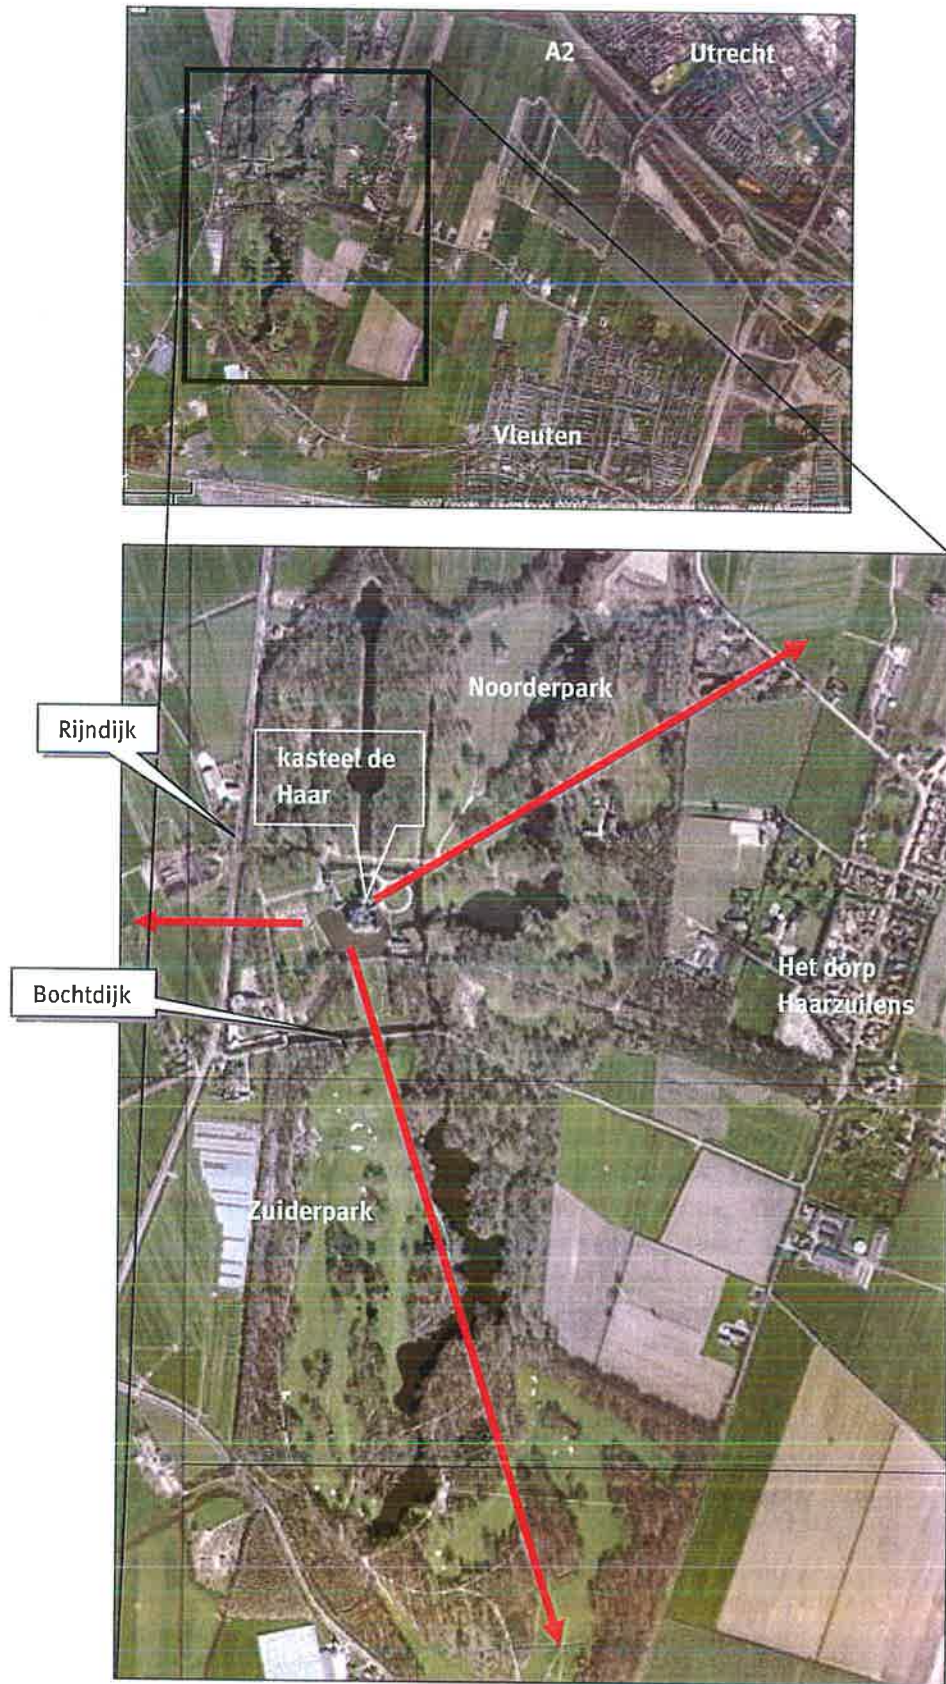 A2
Utrecht
Vleuten
Noorderpark
Rijndijk
kasteel de
Haar
Bochtdijk
Het dorp
Haarzuilens
Zuiderpark